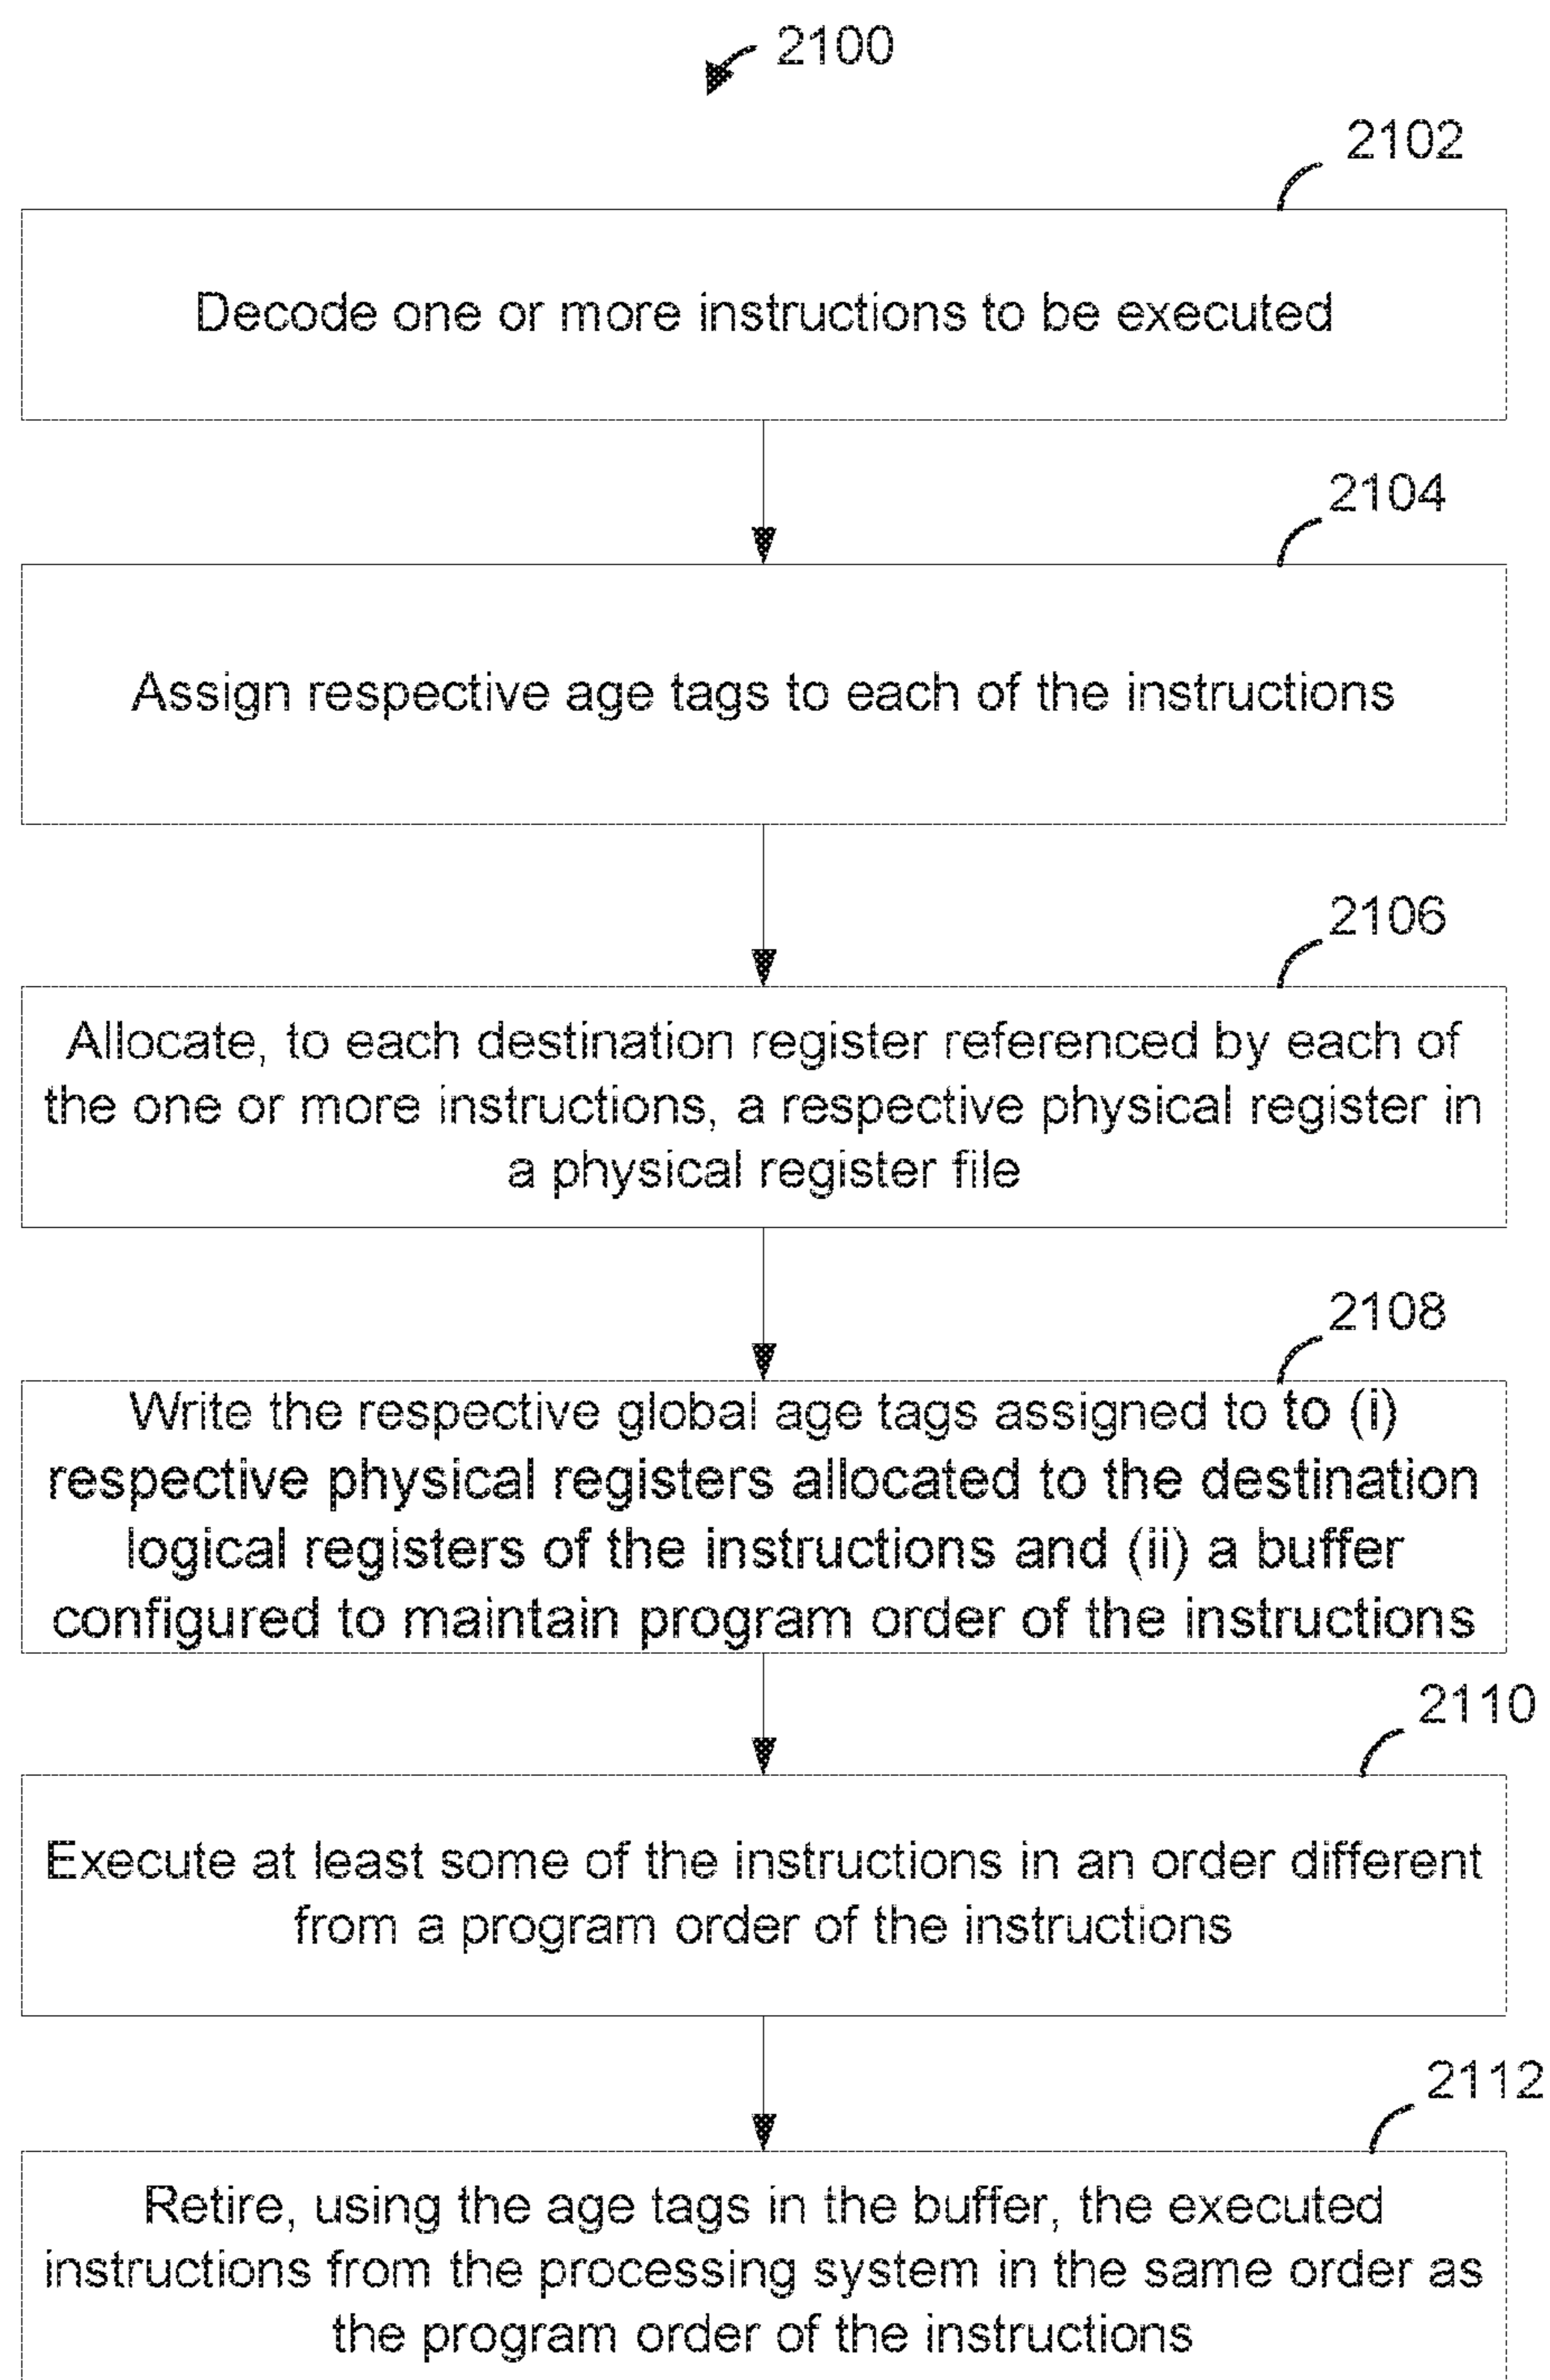 2100
2102
Decode one or more instructions to be executed
2104
Assign respective age tags to each of the instructions
2106
Allocate, to each destination register referenced by each of
the one or more instructions, a respective physical register in
a physical register file
2108
Write the respective global age tags assigned to to (i)
respective physical registers allocated to the destination
logical registers of the instructions and (ii) a buffer
configured to maintain program order of the instructions
2110
Execute at least some of the instructions in an order different
from a program order of the instructions
2112
Retire, using the age tags in the buffer, the executed
instructions from the processing system in the same order as
the program order of the instructions